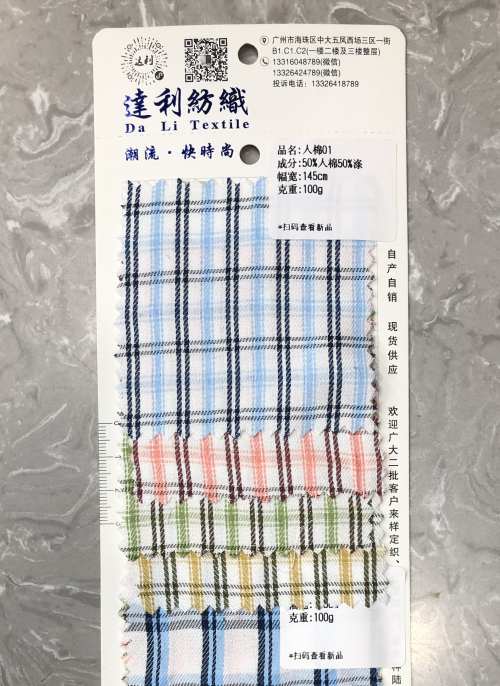 达利
广州市海珠区中大五凤西场三区一街
B1.C1.C2(一楼二楼及三楼整层)
13316048789(微信)
13326424789(微信)
投诉电话：13326418789
達利紡織
Da Li Textile
潮流·快時尚
品名:人棉01
成分:50%人棉50%涤
幅宽:145cm
克重:100g
*扫码查看新品
自产自销 现货供应 欢迎广大二批客户来样定织、
克重:100g
*扫码查看新品
种
陆